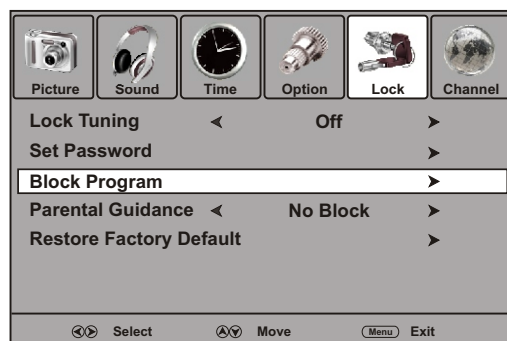 Picture Sound Time Option Lock Channel
Lock Tuning Off
Set Password
Block Program
Parental Guidance No Block
Restore Factory Default
Select Move Menu Exit